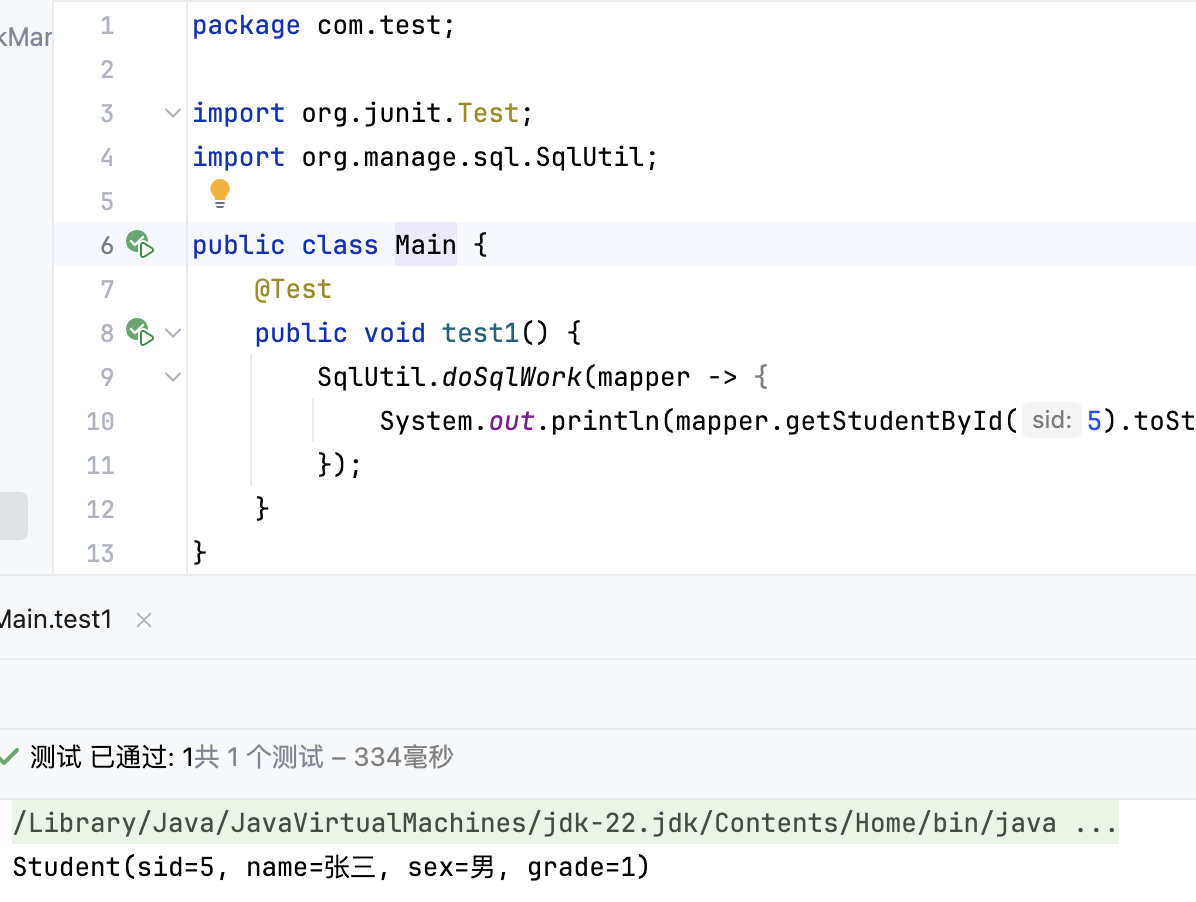 kMar
1 package com.test;
2
3 import org.junit.Test;
4 import org.manage.sql.SqlUtil;
5
6 public class Main {
7 @Test
8 public void test1() {
9 SqlUtil.doSqlWork(mapper -> {
10 System.out.println(mapper.getStudentById( sid: 5).toSt
11 });
12 }
13 }
Main.test1
测试 已通过: 1共 1 个测试 – 334毫秒
/Library/Java/JavaVirtualMachines/jdk-22.jdk/Contents/Home/bin/java ...
Student(sid=5, name=张三, sex=男, grade=1)